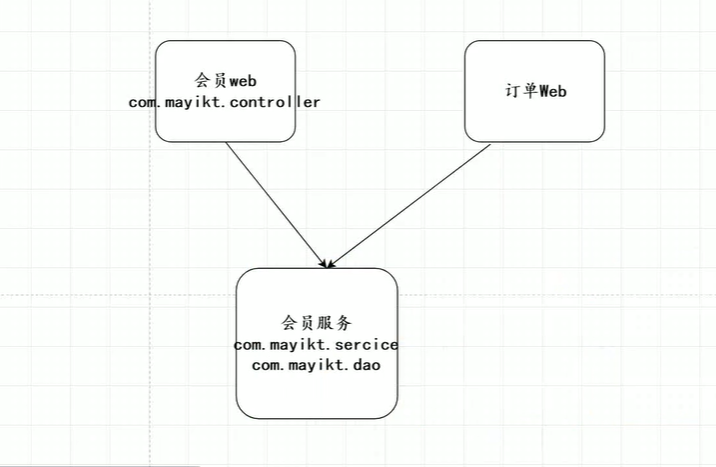 会员web
com.mayikt.controller
订单Web
会员服务
com.mayikt.sercice
com.mayikt.dao